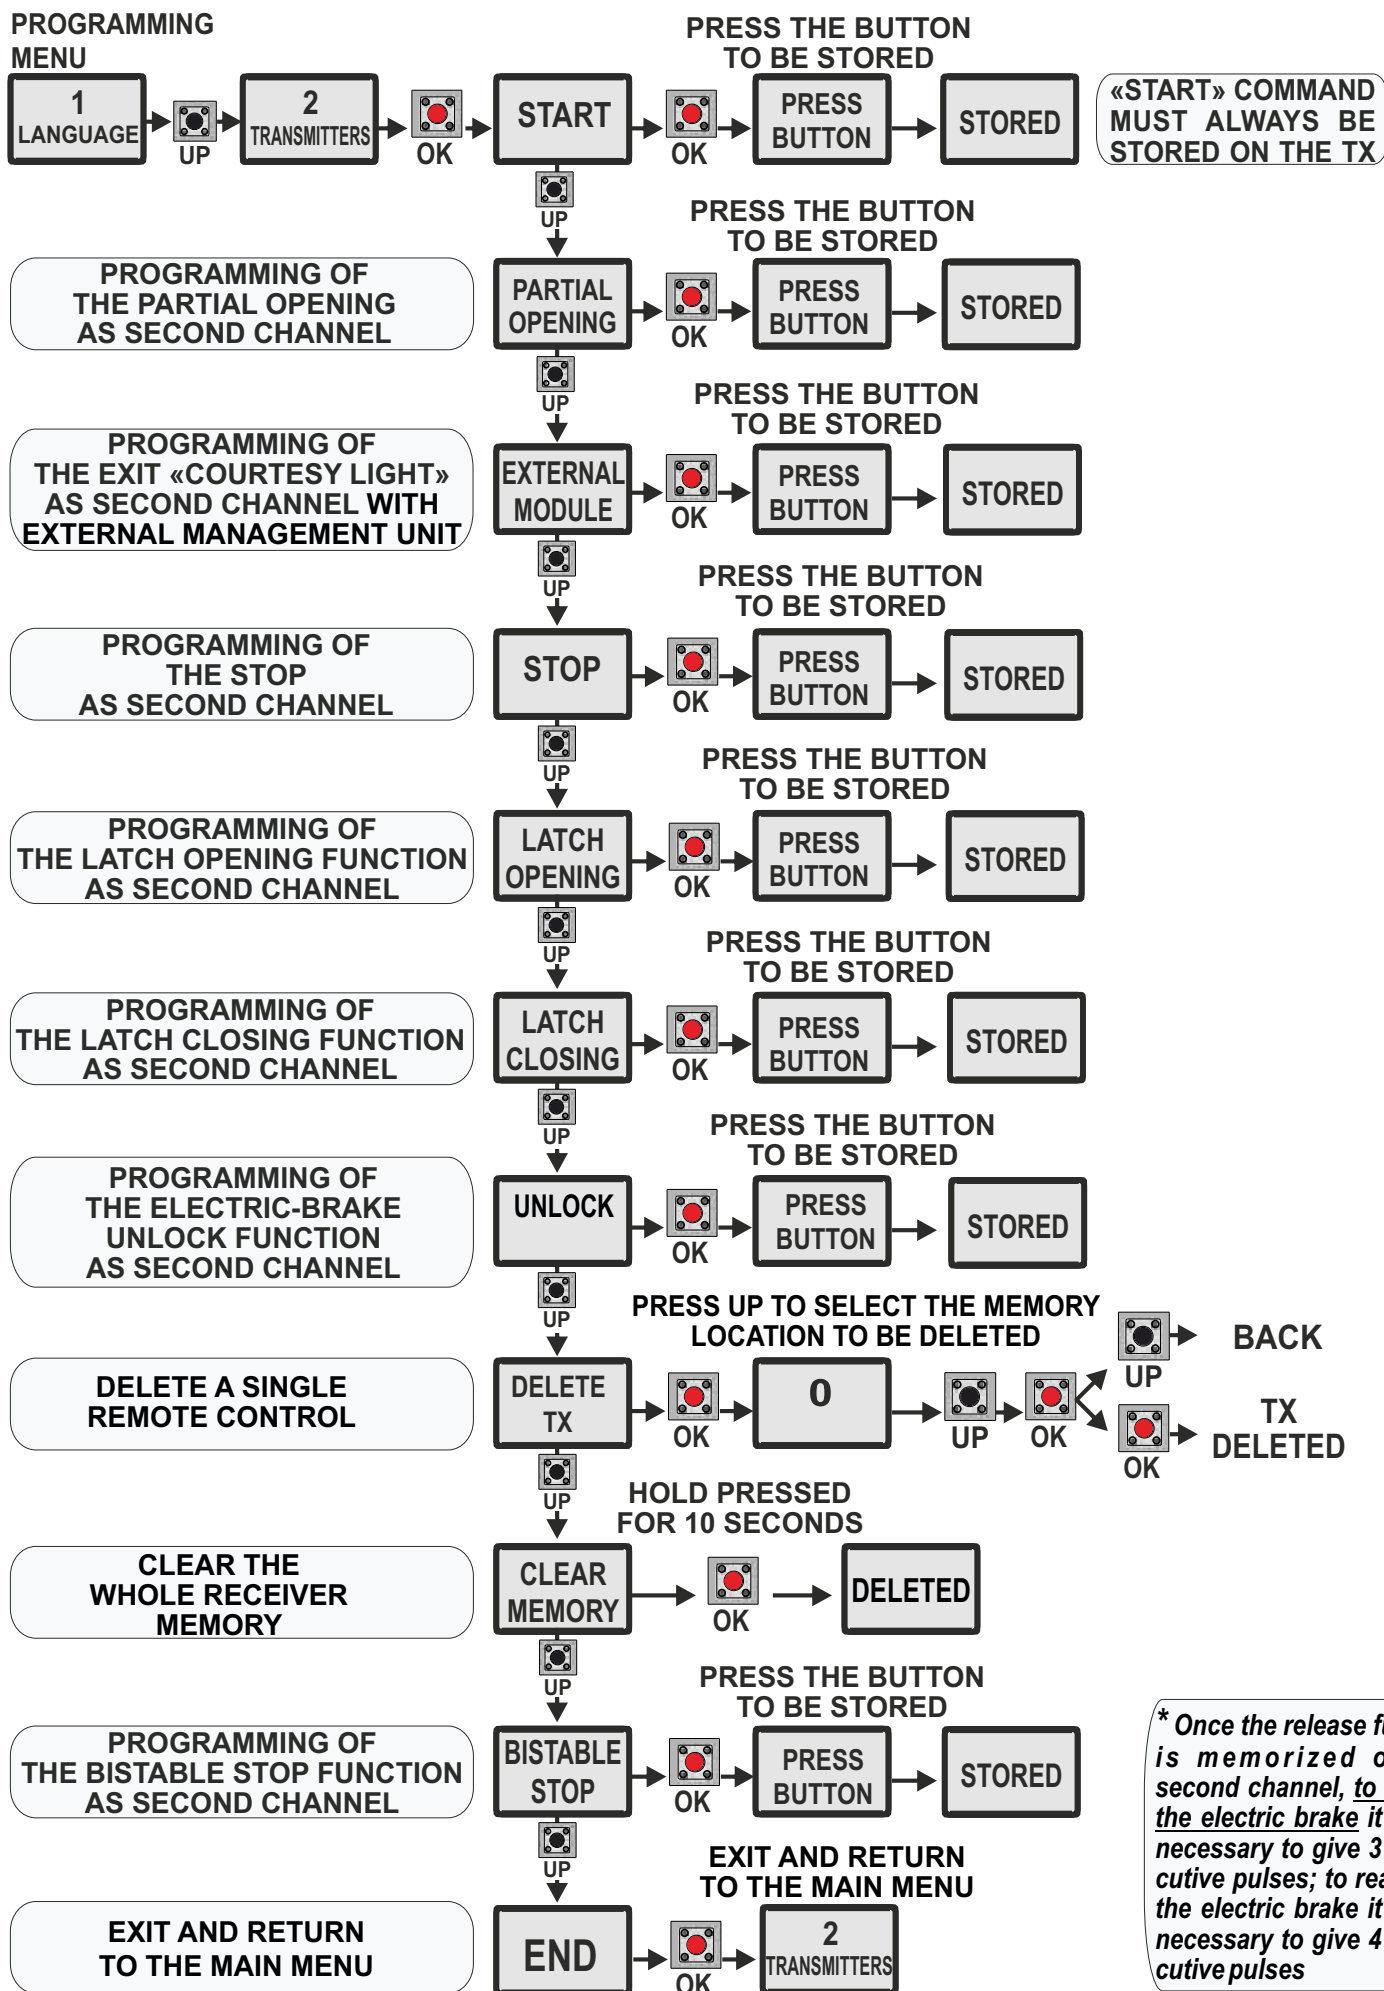 PROGRAMMING
MENU
PRESS THE BUTTON
TO BE STORED
1
LANGUAGE
UP
2
TRANSMITTERS
OK
START
OK
PRESS
BUTTON
STORED
«START» COMMAND
MUST ALWAYS BE
STORED ON THE TX
UP
PRESS THE BUTTON
TO BE STORED
PROGRAMMING OF
THE PARTIAL OPENING
AS SECOND CHANNEL
PARTIAL
OPENING
OK
PRESS
BUTTON
STORED
UP
PRESS THE BUTTON
TO BE STORED
PROGRAMMING OF
THE EXIT «COURTESY LIGHT»
AS SECOND CHANNEL WITH
EXTERNAL MANAGEMENT UNIT
EXTERNAL
MODULE
OK
PRESS
BUTTON
STORED
UP
PRESS THE BUTTON
TO BE STORED
PROGRAMMING OF
THE STOP
AS SECOND CHANNEL
STOP
OK
PRESS
BUTTON
STORED
UP
PRESS THE BUTTON
TO BE STORED
PROGRAMMING OF
THE LATCH OPENING FUNCTION
AS SECOND CHANNEL
LATCH
OPENING
OK
PRESS
BUTTON
STORED
UP
PRESS THE BUTTON
TO BE STORED
PROGRAMMING OF
THE LATCH CLOSING FUNCTION
AS SECOND CHANNEL
LATCH
CLOSING
OK
PRESS
BUTTON
STORED
UP
PRESS THE BUTTON
TO BE STORED
PROGRAMMING OF
THE ELECTRIC-BRAKE
UNLOCK FUNCTION
AS SECOND CHANNEL
UNLOCK
OK
PRESS
BUTTON
STORED
UP
PRESS UP TO SELECT THE MEMORY
LOCATION TO BE DELETED
DELETE A SINGLE
REMOTE CONTROL
DELETE
TX
OK
0
UP
OK
UP
BACK
OK
TX
DELETED
UP
HOLD PRESSED
FOR 10 SECONDS
CLEAR THE
WHOLE RECEIVER
MEMORY
CLEAR
MEMORY
OK
DELETED
UP
PRESS THE BUTTON
TO BE STORED
PROGRAMMING OF
THE BISTABLE STOP FUNCTION
AS SECOND CHANNEL
BISTABLE
STOP
OK
PRESS
BUTTON
STORED
UP
EXIT AND RETURN
TO THE MAIN MENU
EXIT AND RETURN
TO THE MAIN MENU
END
OK
2
TRANSMITTERS
* Once the release
is memorized
second channel, to
the electric brake it
necessary to give 3
cutive pulses; to
the electric brake it
necessary to give 4
cutive pulses